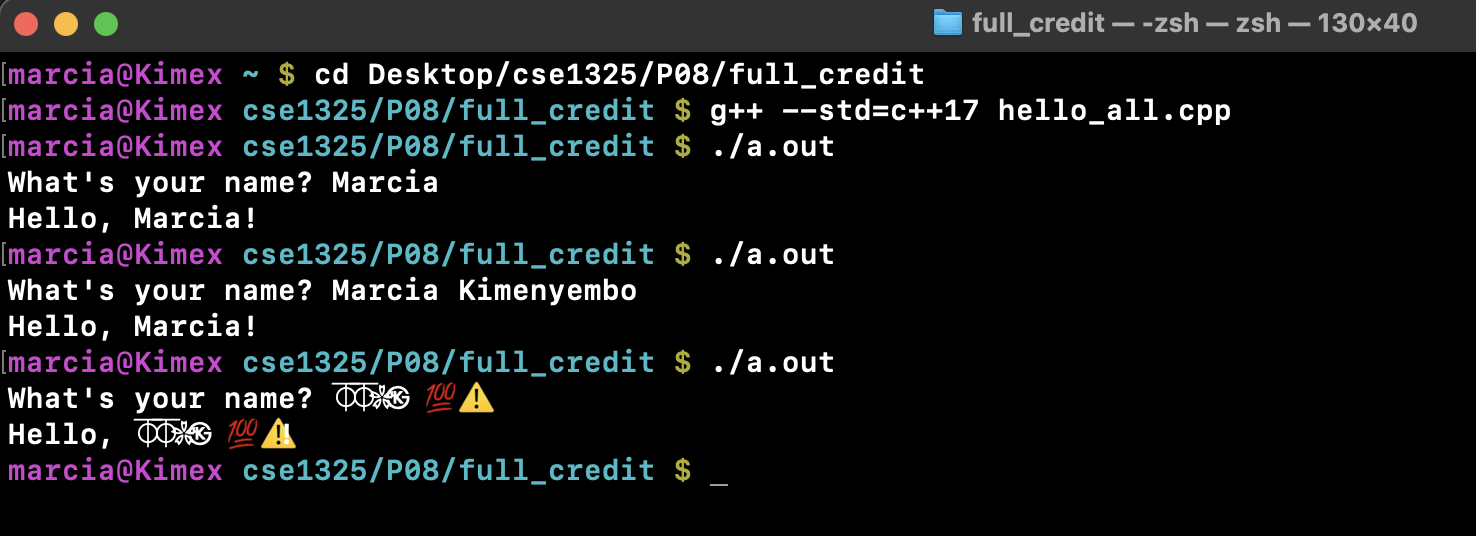 full_credit — -zsh — zsh — 130×40
marcia@Kimex ~ $ cd Desktop/cse1325/P08/full_credit
marcia@Kimex cse1325/P08/full_credit $ g++ --std=c++17 hello_all.cpp
marcia@Kimex cse1325/P08/full_credit $ ./a.out
What's your name? Marcia
Hello, Marcia!
marcia@Kimex cse1325/P08/full_credit $ ./a.out
What's your name? Marcia Kimenyembo
Hello, Marcia!
marcia@Kimex cse1325/P08/full_credit $ ./a.out
What's your name? 💯⚠️
Hello, 💯⚠️!
marcia@Kimex cse1325/P08/full_credit $ _